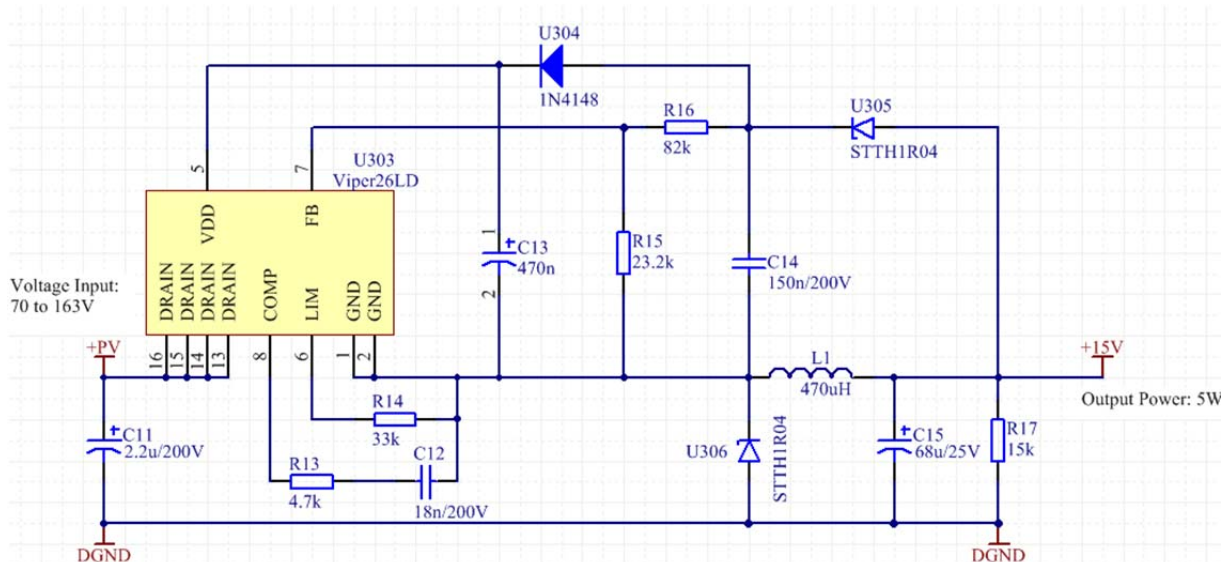 U304
1N4148
R16
82k
U305
STTH1R04
5
7
U303
Viper26LD
VDD
FB
1
C13
470n
2
R15
23.2k
C14
150n/200V
Voltage Input:
70 to 163V
DRAIN
DRAIN
DRAIN
DRAIN
COMP
LIM
GND
GND
+PV
16
15
14
13
8
6
1
2
L1
470uH
+15V
Output Power: 5W
R14
33k
C11
2.2u/200V
R13
4.7k
C12
18n/200V
U306
STTH1R04
C15
68u/25V
R17
15k
DGND
DGND